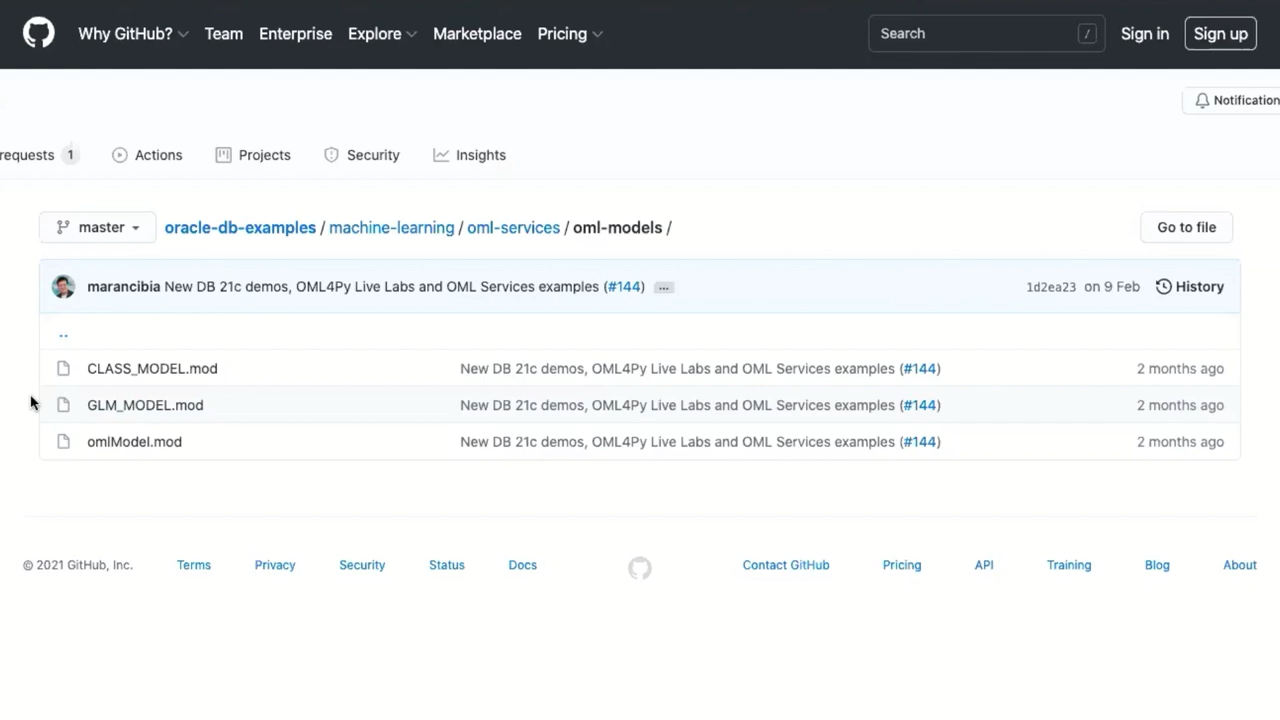 Why GitHub? Team Enterprise Explore Marketplace Pricing Search / Sign in Sign up
Notification
requests 1 Actions Projects Security Insights
master oracle-db-examples / machine-learning / oml-services / oml-models / Go to file
marancibia New DB 21c demos, OML4Py Live Labs and OML Services examples (#144) ... 1d2ea23 on 9 Feb History
..
CLASS_MODEL.mod New DB 21c demos, OML4Py Live Labs and OML Services examples (#144) 2 months ago
GLM_MODEL.mod New DB 21c demos, OML4Py Live Labs and OML Services examples (#144) 2 months ago
omlModel.mod New DB 21c demos, OML4Py Live Labs and OML Services examples (#144) 2 months ago
© 2021 GitHub, Inc. Terms Privacy Security Status Docs Contact GitHub Pricing API Training Blog About